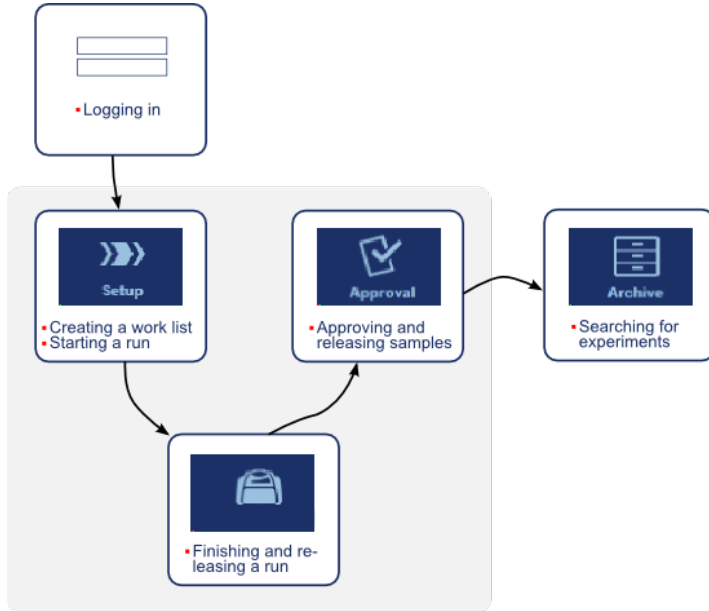 Logging in
Setup
Creating a work list
Starting a run
Approval
Approving and
releasing samples
Archive
Searching for
experiments
Finishing and re-
leasing a run